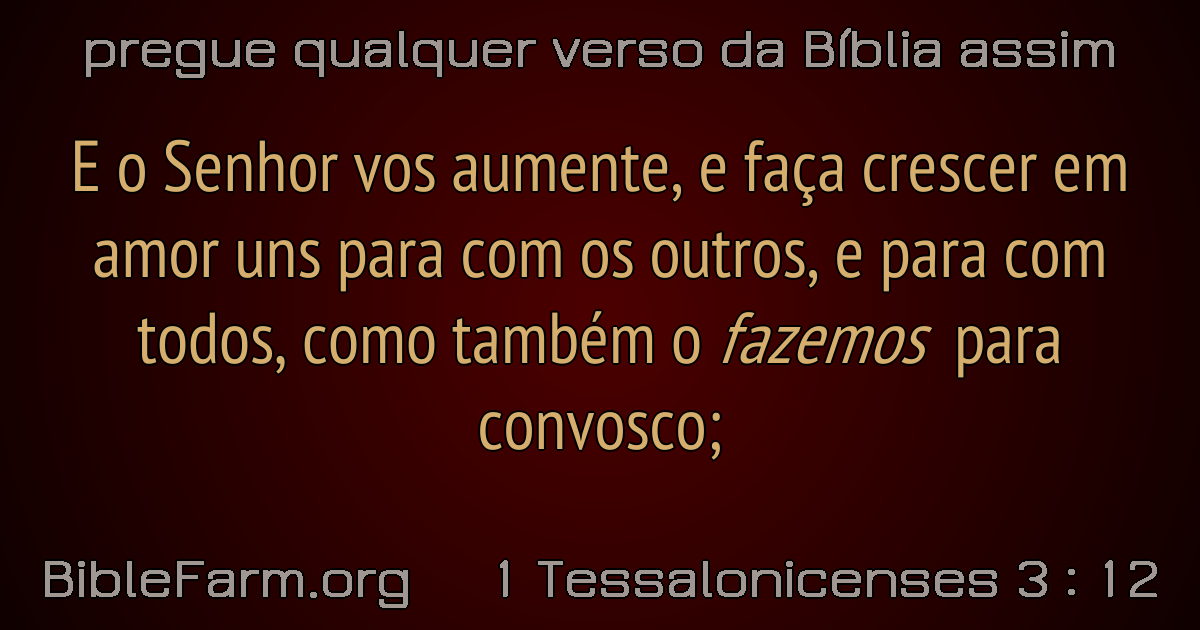 pregue qualquer verso da Bíblia assim
E o Senhor vos aumente, e faça crescer em
amor uns para com os outros, e para com
todos, como também o fazemos para
convosco;
BibleFarm.org 1 Tessalonicenses 3 : 12